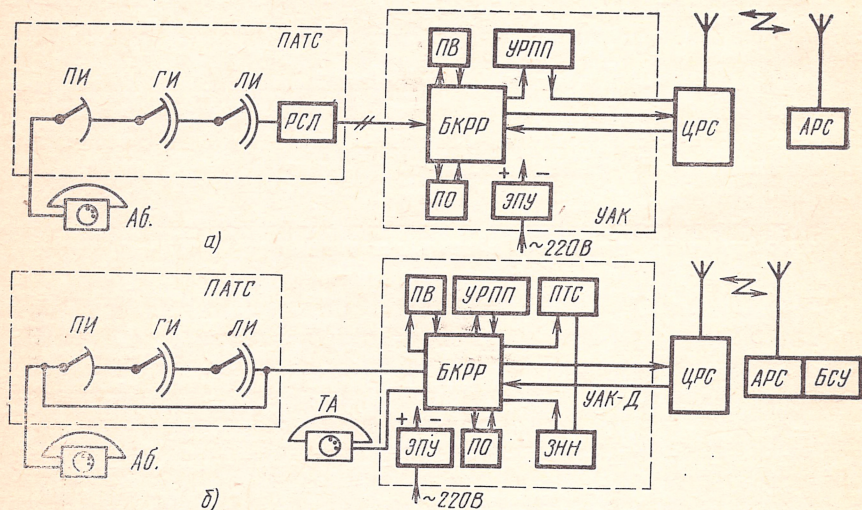 ПАТС
ПИ
ГИ
ЛИ
РСЛ
Аб.
а)
ПВ
УРПП
БКРР
ПО
+ -
ЭПУ
УАК
~220В
ЦРС
АРС
ПАТС
ПИ
ГИ
ЛИ
Аб.
б)
ТА
ПВ
УРПП
ПТС
БКРР
УАК-Д
+ -
ЭПУ
ПО
ЗНН
~220В
ЦРС
АРС
БСУ